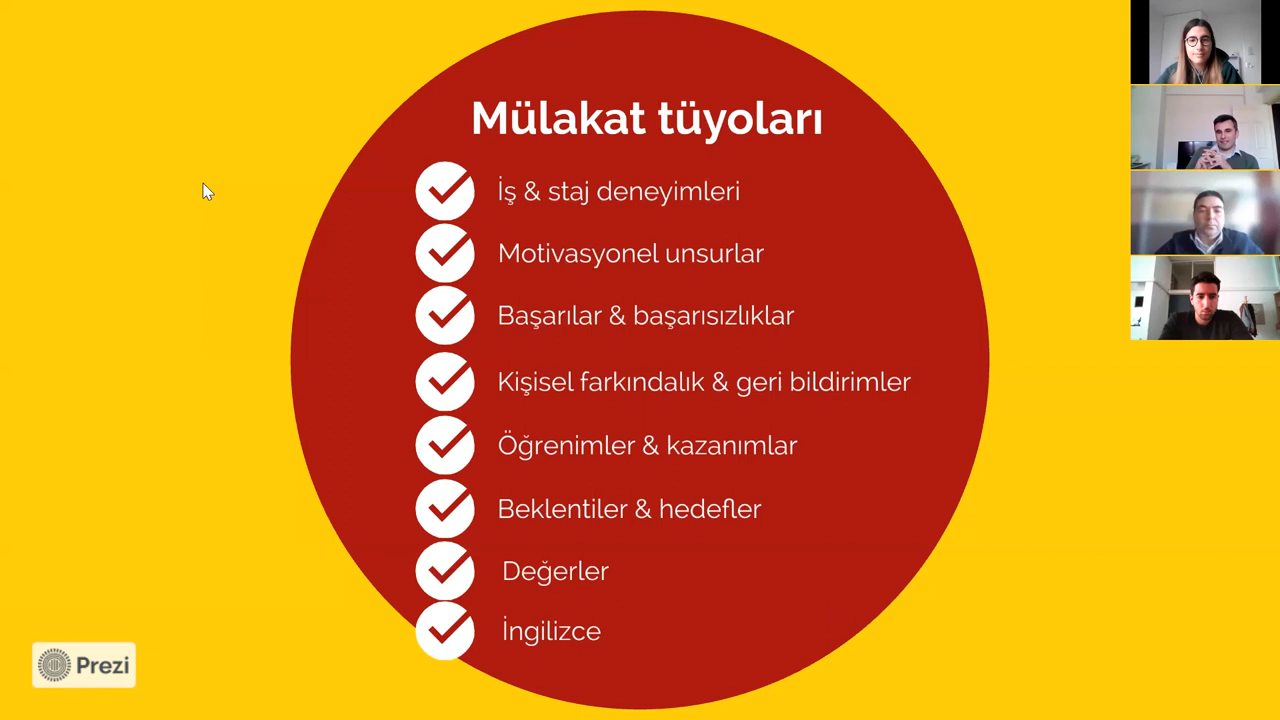 Mülakat tüyoları
İş & staj deneyimleri
Motivasyonel unsurlar
Başarılar & başarısızlıklar
Kişisel farkındalık & geri bildirimler
Öğrenimler & kazanımlar
Beklentiler & hedefler
Değerler
İngilizce
Prezi